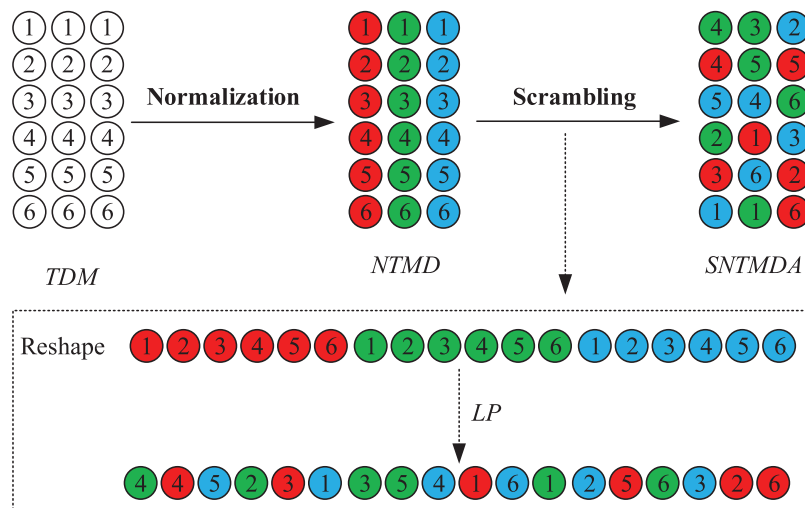 1 1 1 1 1 1 4 3 2
2 2 2 2 2 2 4 5 5
3 3 3 Normalization 3 3 3 Scrambling 5 4 6
4 4 4 4 4 4 2 1 3
5 5 5 5 5 5 3 6 2
6 6 6 6 6 6 1 1 6
TDM NTMD SNTMDA
Reshape 1 2 3 4 5 6 1 2 3 4 5 6 1 2 3 4 5 6
LP
4 4 5 2 3 1 3 5 4 1 6 1 2 5 6 3 2 6